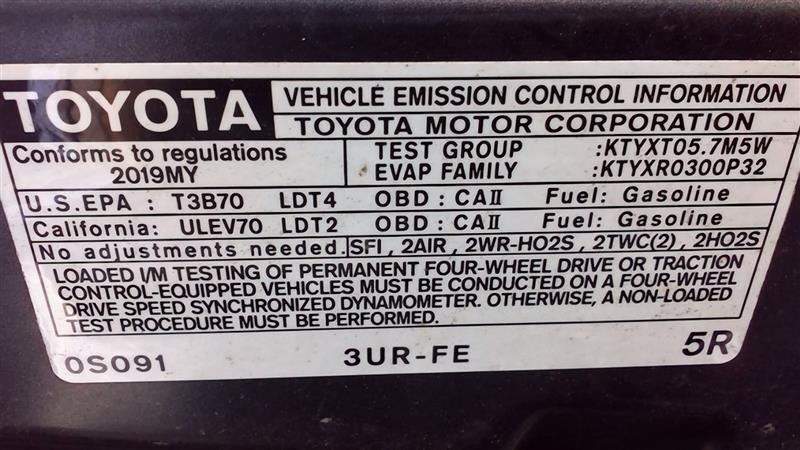 TOYOTA
VEHICLE EMISSION CONTROL INFORMATION
TOYOTA MOTOR CORPORATION
Conforms to regulations
2019MY
TEST GROUP :KTYXT05.7M5W
EVAP FAMILY :KTYXR0300P32
U.S.EPA : T3B70 LDT4 OBD : CAII Fuel: Gasoline
California: ULEV70 LDT2 OBD : CAII Fuel: Gasoline
No adjustments needed. SFI , 2AIR , 2WR-HO2S , 2TWC(2) , 2HO2S
LOADED I/M TESTING OF PERMANENT FOUR-WHEEL DRIVE OR TRACTION
CONTROL-EQUIPPED VEHICLES MUST BE CONDUCTED ON A FOUR-WHEEL
DRIVE SPEED SYNCHRONIZED DYNAMOMETER. OTHERWISE, A NON-LOADED
TEST PROCEDURE MUST BE PERFORMED.
0S091 3UR-FE 5R